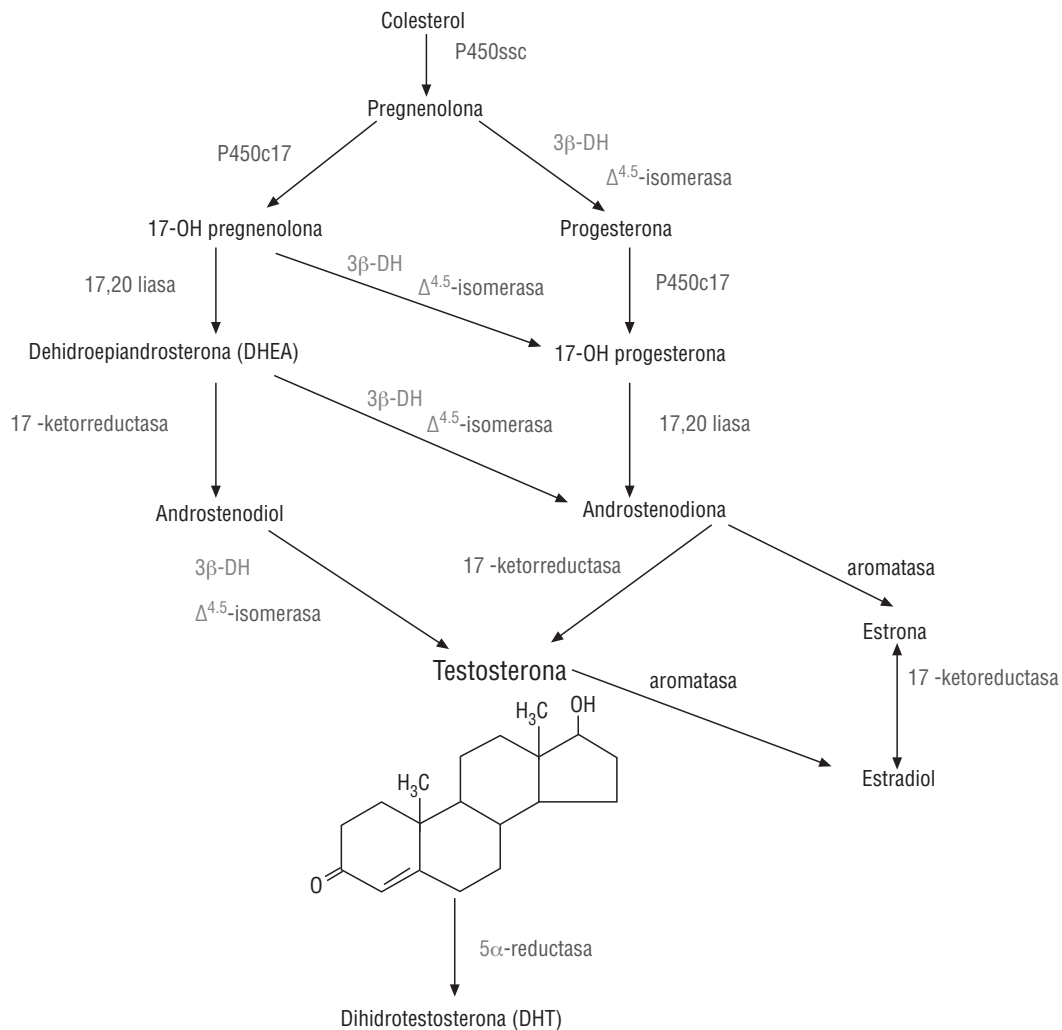 Colesterol
P450ssc
Pregnenolona
P450c17
3β-DH
Δ4.5-isomerasa
17-OH pregnenolona
Progesterona
17,20 liasa
3β-DH
Δ4.5-isomerasa
P450c17
Dehidroepiandrosterona (DHEA)
17-OH progesterona
17 -ketorreductasa
3β-DH
Δ4.5-isomerasa
17,20 liasa
Androstenodiol
Androstenodiona
3β-DH
Δ4.5-isomerasa
17 -ketorreductasa
aromatasa
Estrona
Testosterona
aromatasa
17 -ketoreductasa
Estradiol
OH
H3C
H3C
O
5α-reductasa
Dihidrotestosterona (DHT)